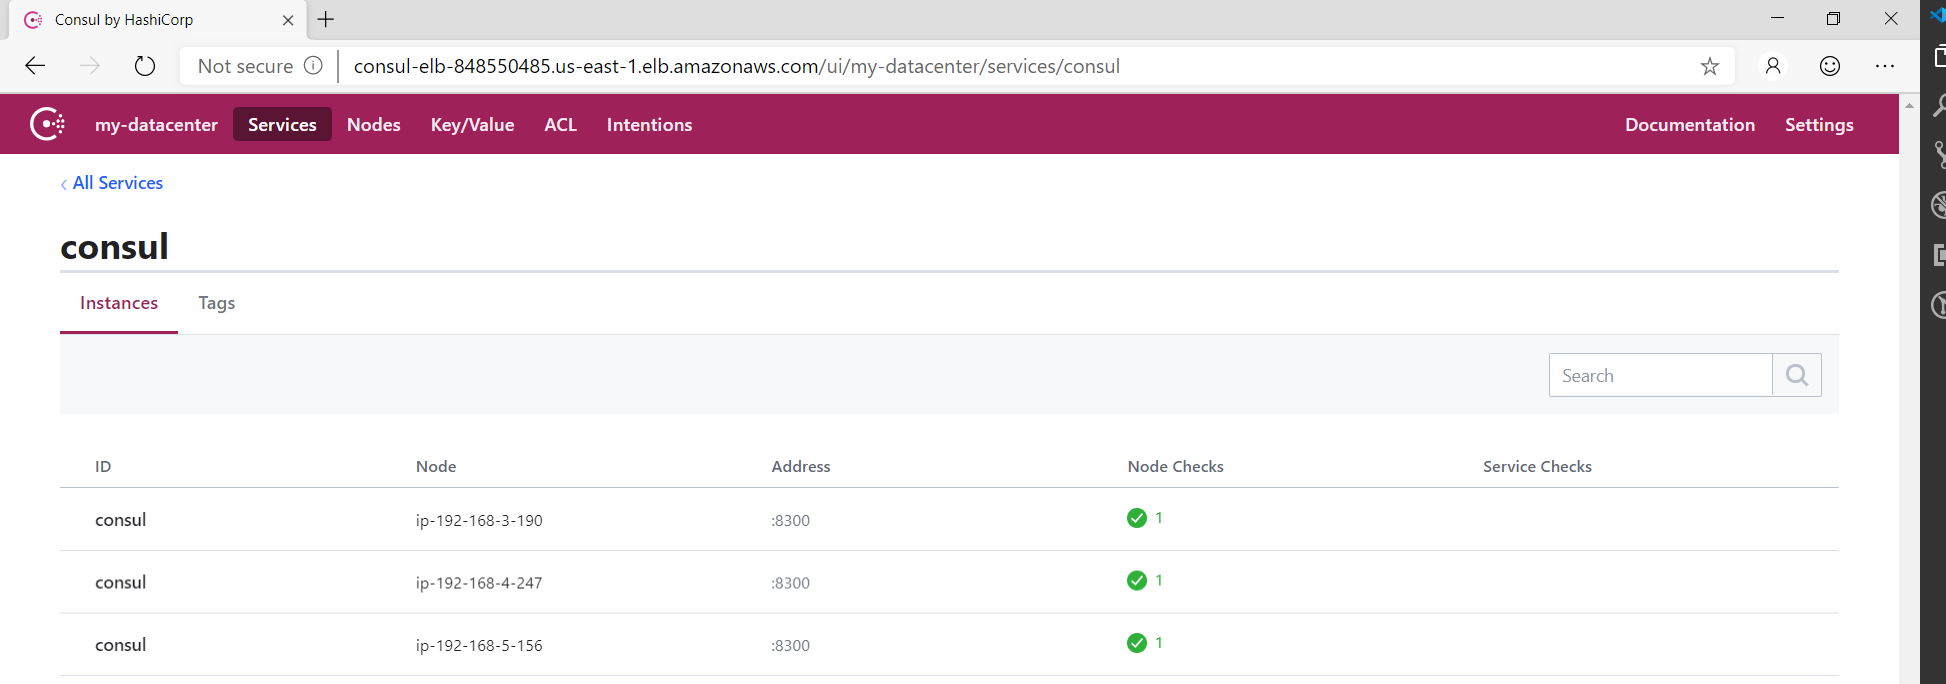 Consul by HashiCorp
Not secure consul-elb-848550485.us-east-1.elb.amazonaws.com/ui/my-datacenter/services/consul
my-datacenter Services Nodes Key/Value ACL Intentions Documentation Settings
‹ All Services
consul
Instances Tags
Search
ID Node Address Node Checks Service Checks
consul ip-192-168-3-190 :8300 1
consul ip-192-168-4-247 :8300 1
consul ip-192-168-5-156 :8300 1